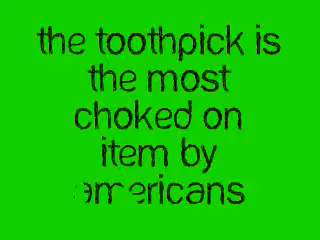 the toothpick is
the most
choked on
item by
americans